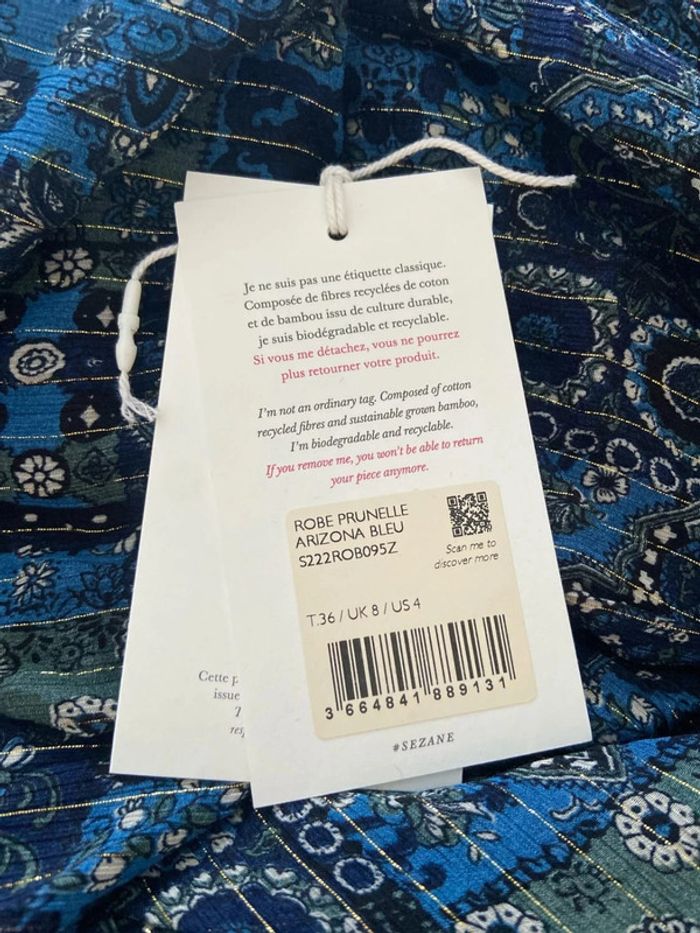 Je ne suis pas une étiquette classique.
Composée de fibres recyclées de coton
et de bambou issu de culture durable,
je suis biodégradable et recyclable.
Si vous me détachez, vous ne pourrez
plus retourner votre produit.
I'm not an ordinary tag. Composed of cotton
recycled fibres and sustainable grown bamboo,
I'm biodegradable and recyclable.
If you remove me, you won't be able to return
your piece anymore.
ROBE PRUNELLE
ARIZONA BLEU
S222ROB095Z
Scan me to
discover more
T.36 / UK 8 / US 4
3 664841 889131
#SEZANE
Cette
issue